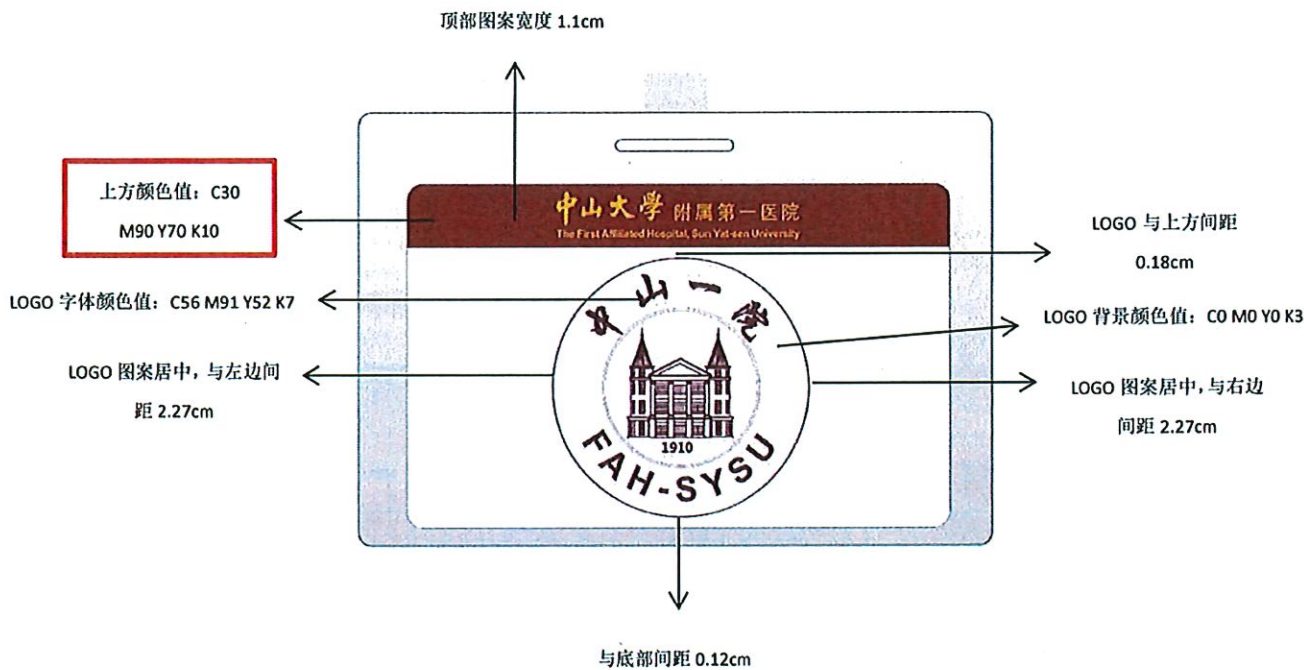 顶部图案宽度 1.1cm
上方颜色值：C30
M90 Y70 K10
中山大學 附属第一医院
The First Affiliated Hospital, Sun Yat-sen University
LOGO 与上方间距
0.18cm
LOGO 字体颜色值：C56 M91 Y52 K7
中山一院
LOGO 背景颜色值：C0 M0 Y0 K3
LOGO 图案居中，与左边间
距 2.27cm
LOGO 图案居中，与右边
间距 2.27cm
1910
FAH-SYSU
与底部间距 0.12cm